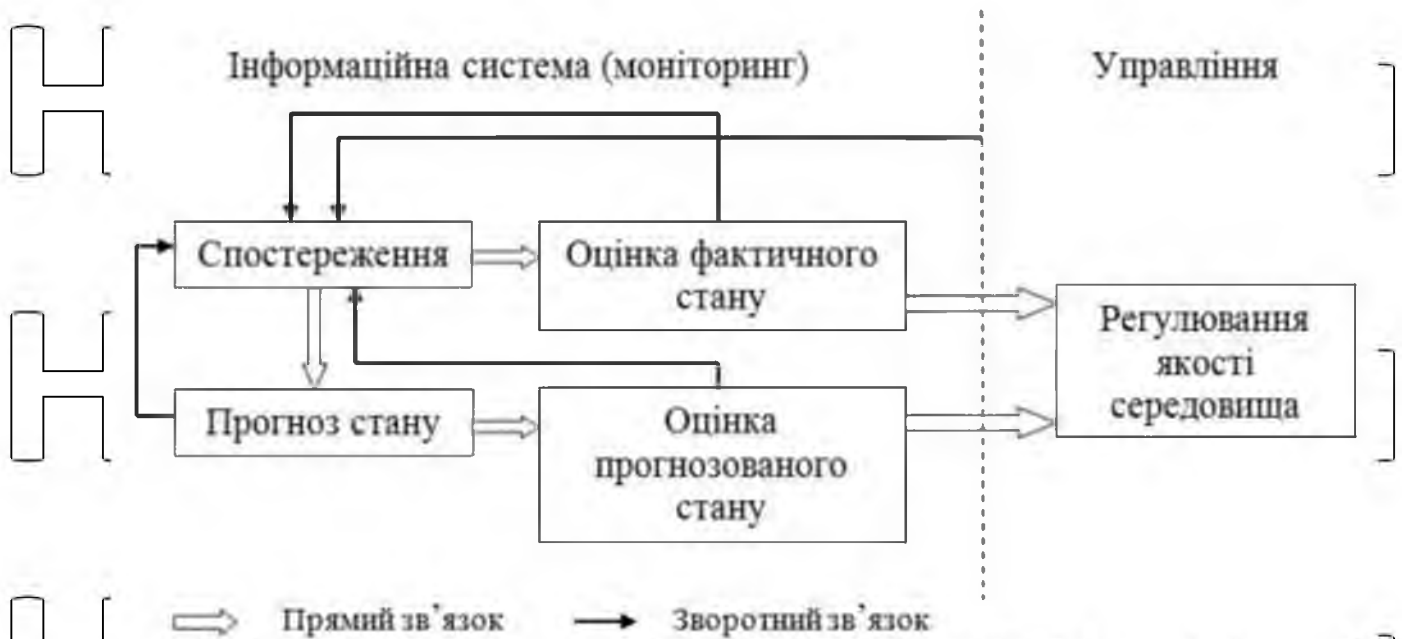 Інформаційна система (моніторинг)
Управління
Спостереження
Оцінка фактичного
стану
Регулювання
якості
середовища
Прогноз стану
Оцінка
прогнозованого
стану
Прямий зв’язок
Зворотний зв’язок